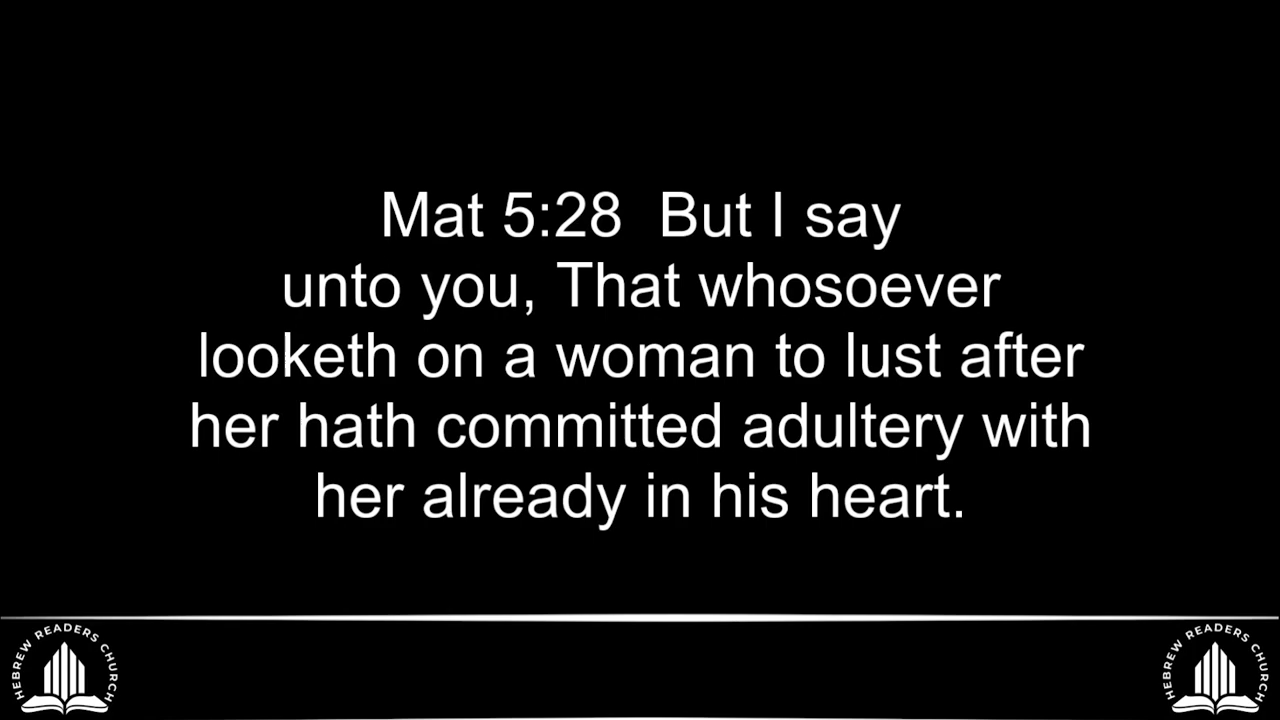 Mat 5:28  But I say
unto you, That whosoever
looketh on a woman to lust after
her hath committed adultery with
her already in his heart.
HEBREW READERS CHURCH
HEBREW READERS CHURCH